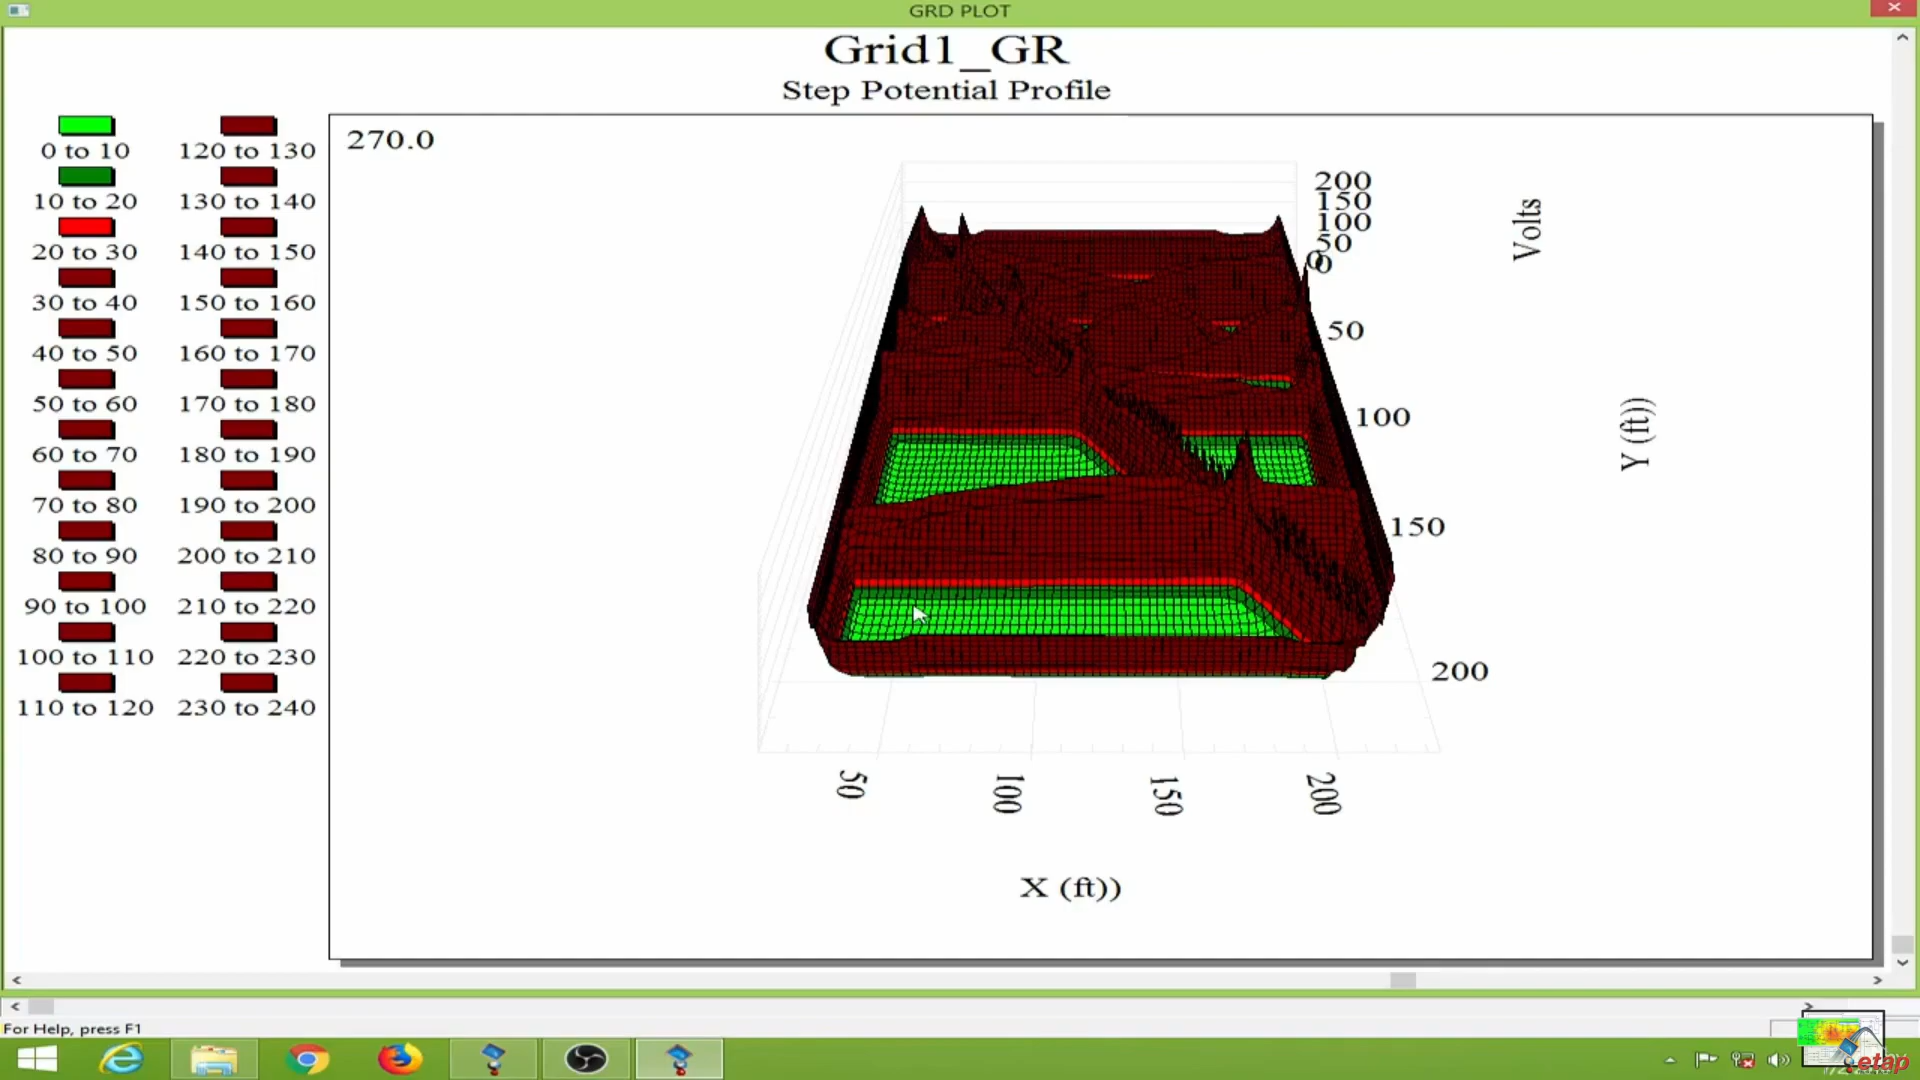 GRD PLOT
Grid1_GR
Step Potential Profile
0 to 10
120 to 130
10 to 20
130 to 140
20 to 30
140 to 150
30 to 40
150 to 160
40 to 50
160 to 170
50 to 60
170 to 180
60 to 70
180 to 190
70 to 80
190 to 200
80 to 90
200 to 210
90 to 100
210 to 220
100 to 110
220 to 230
110 to 120
230 to 240
270.0
200
150
100
50
0
0
Volts
50
100
150
200
Y (ft))
50
100
150
200
X (ft))
For Help, press F1
etap